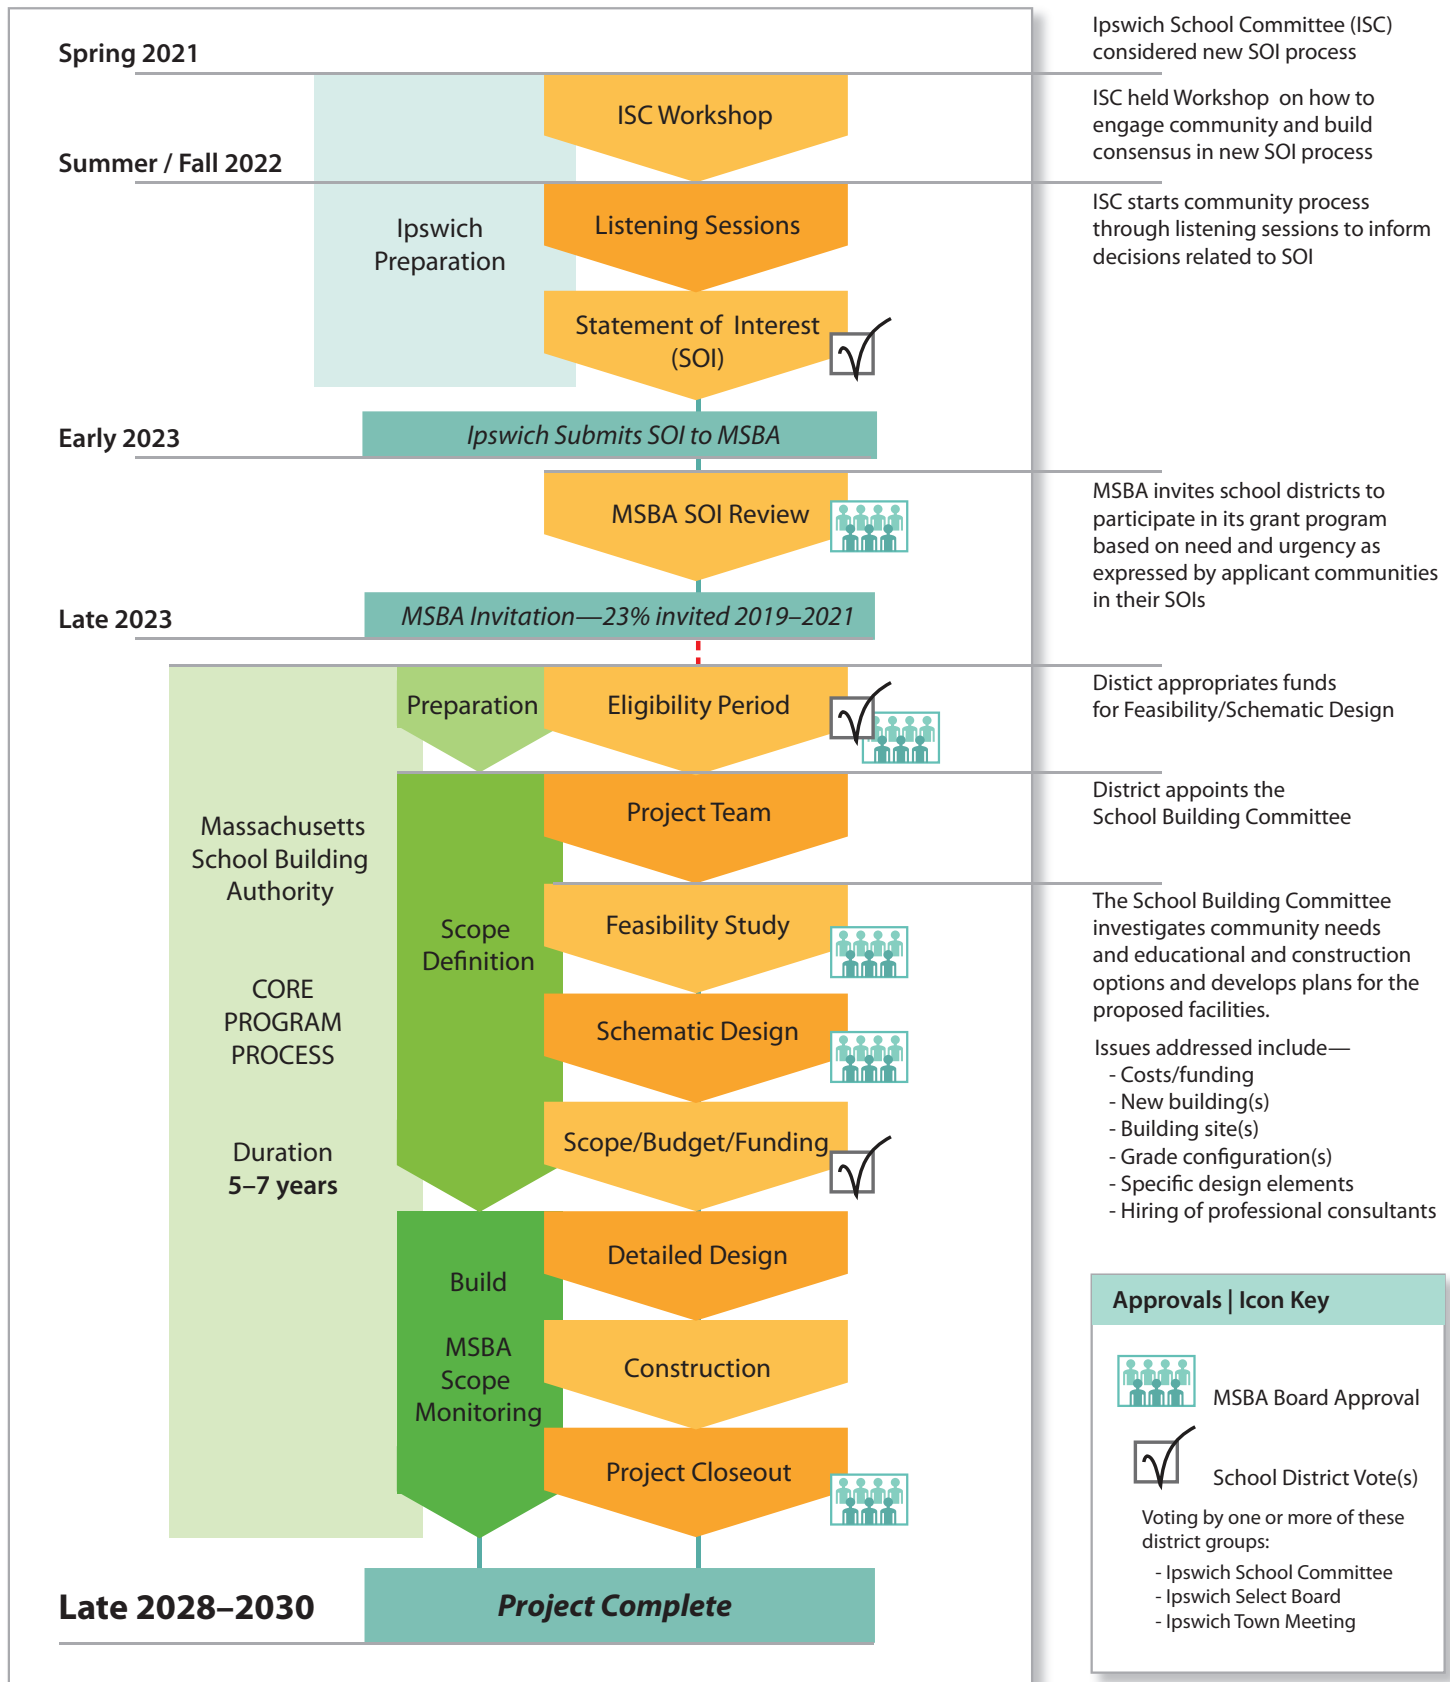 Spring 2021
Ipswich School Committee (ISC)
considered new SOI process
ISC Workshop
ISC held Workshop on how to
engage community and build
consensus in new SOI process
Summer / Fall 2022
Ipswich
Preparation
Listening Sessions
ISC starts community process
through listening sessions to inform
decisions related to SOI
Statement of Interest
(SOI)
Early 2023
Ipswich Submits SOI to MSBA
MSBA SOI Review
MSBA invites school districts to
participate in its grant program
based on need and urgency as
expressed by applicant communities
in their SOIs
Late 2023
MSBA Invitation—23% invited 2019–2021
Preparation
Eligibility Period
Distict appropriates funds
for Feasibility/Schematic Design
Massachusetts
School Building
Authority
CORE
PROGRAM
PROCESS
Duration
5–7 years
Scope
Definition
Project Team
District appoints the
School Building Committee
Feasibility Study
The School Building Committee
investigates community needs
and educational and construction
options and develops plans for the
proposed facilities.
Schematic Design
Issues addressed include—
- Costs/funding
- New building(s)
- Building site(s)
- Grade configuration(s)
- Specific design elements
- Hiring of professional consultants
Scope/Budget/Funding
Build
MSBA
Scope
Monitoring
Detailed Design
Construction
Project Closeout
Late 2028–2030
Project Complete
Approvals | Icon Key
MSBA Board Approval
School District Vote(s)
Voting by one or more of these
district groups:
- Ipswich School Committee
- Ipswich Select Board
- Ipswich Town Meeting